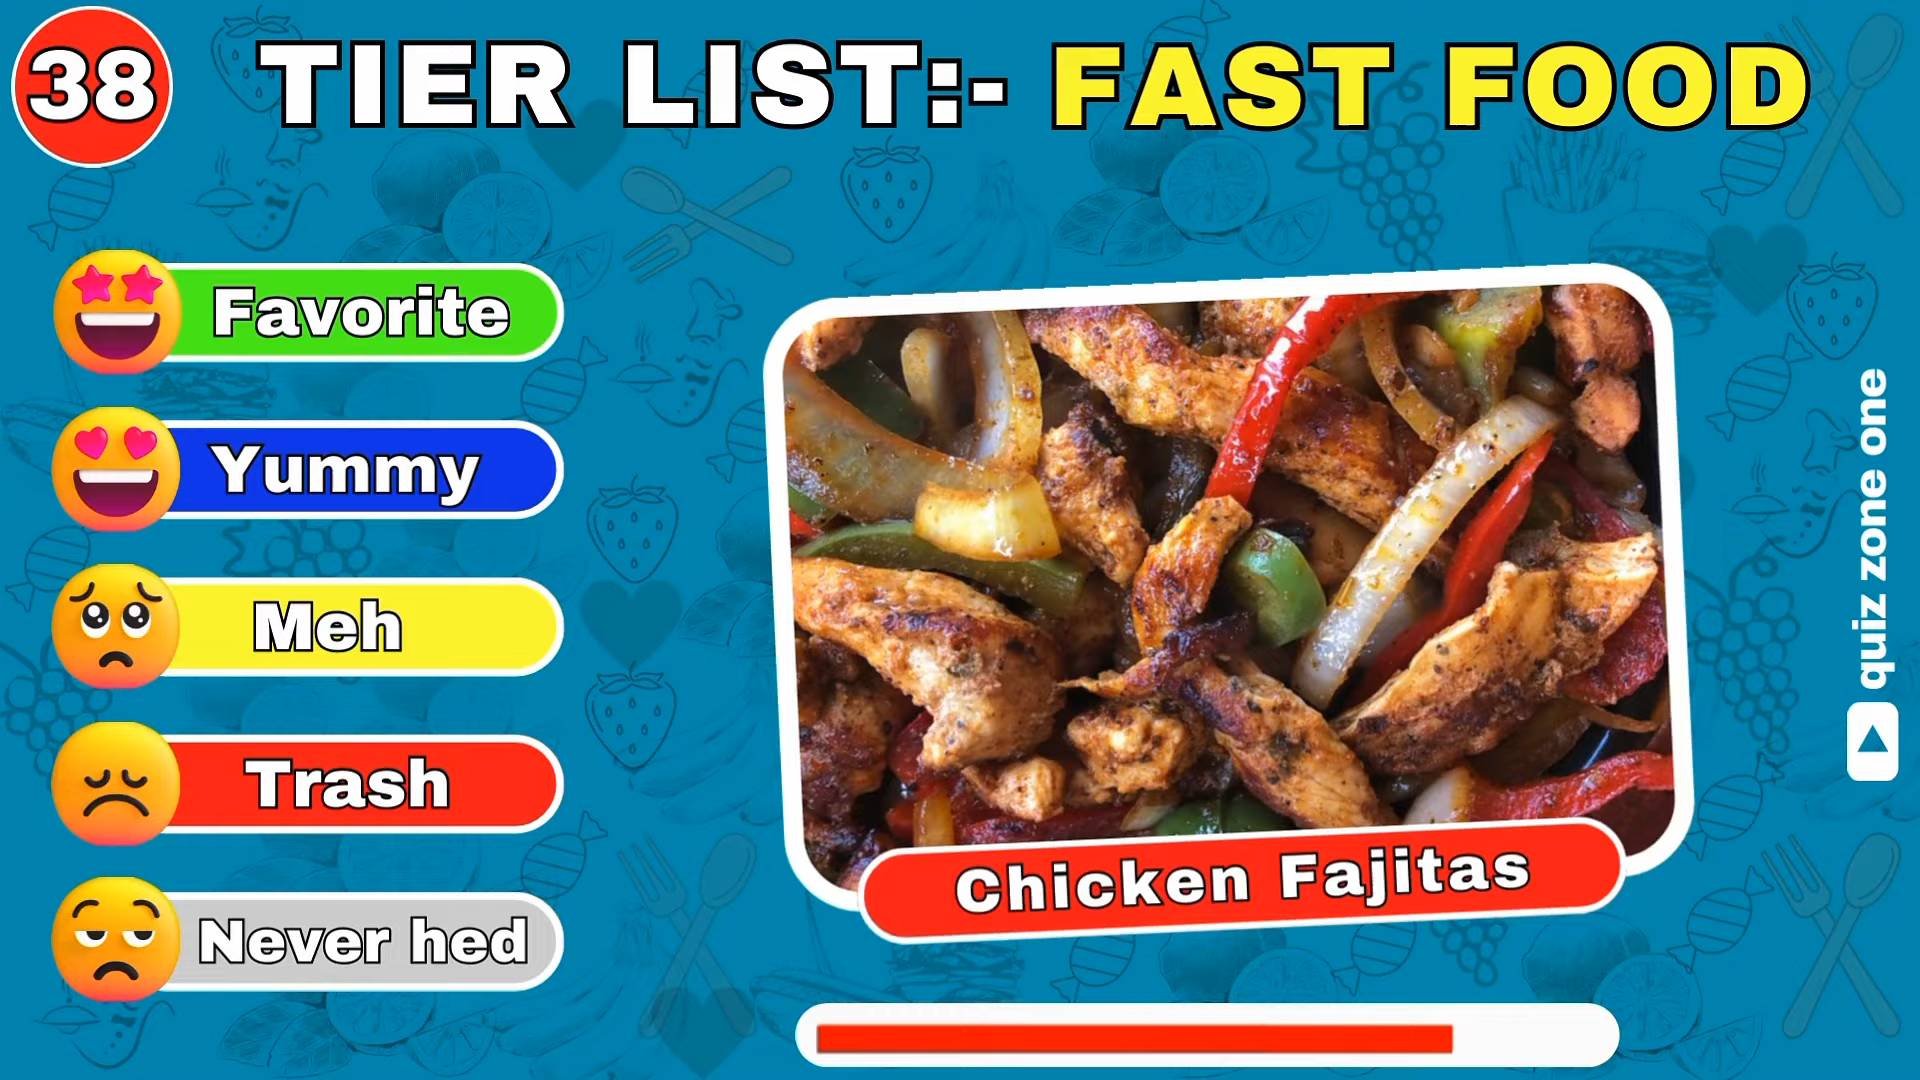 38
TIER LIST:- FAST FOOD
Favorite
Yummy
Meh
Trash
Never hed
Chicken Fajitas
quiz zone one